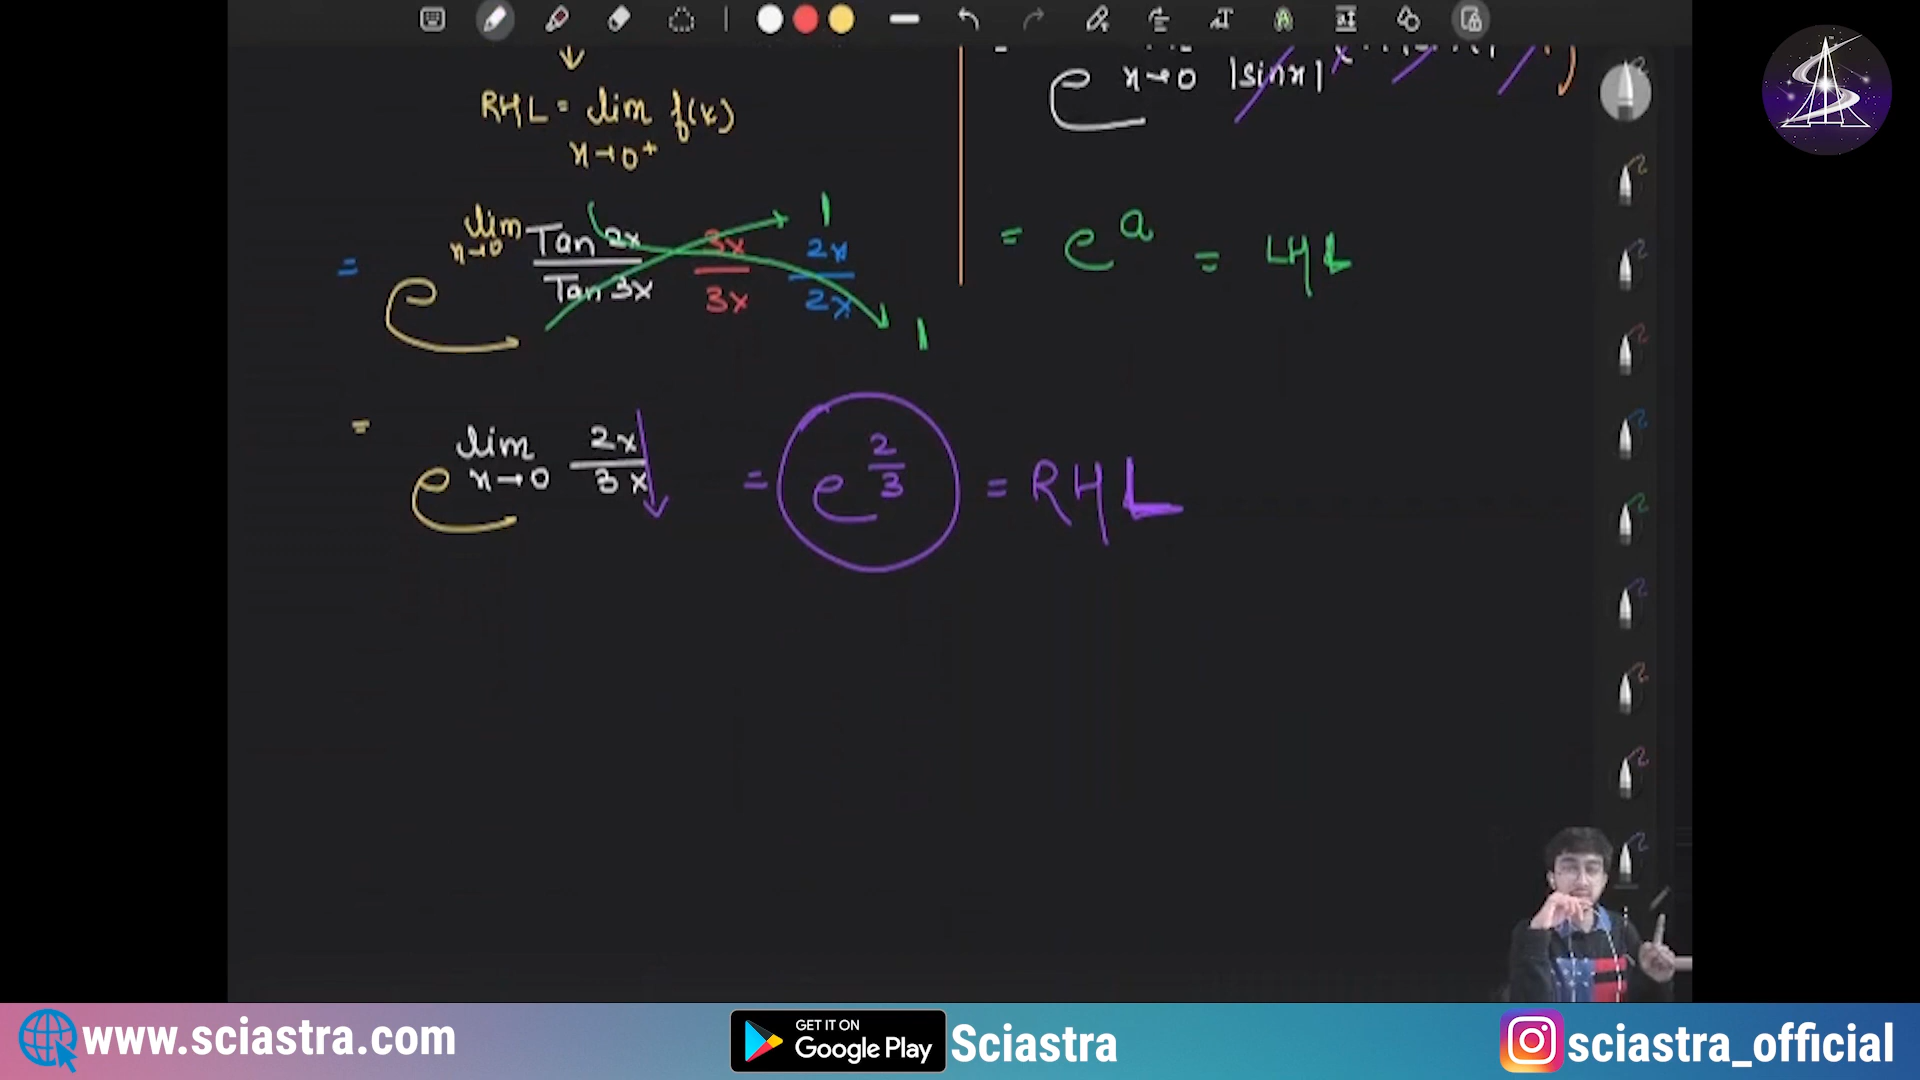 RHL = lim f(x)
x→0+
= e^{lim x→0 Tan 2x / Tan 3x · 3x / 3x · 2x / 2x}
1
1
= e^{lim x→0 2x / 3x} = e^{2/3} = RHL
e^{x→0 |sinx|}
= e^a = LHL
www.sciastra.com
GET IT ON
Google Play
Sciastra
sciastra_official